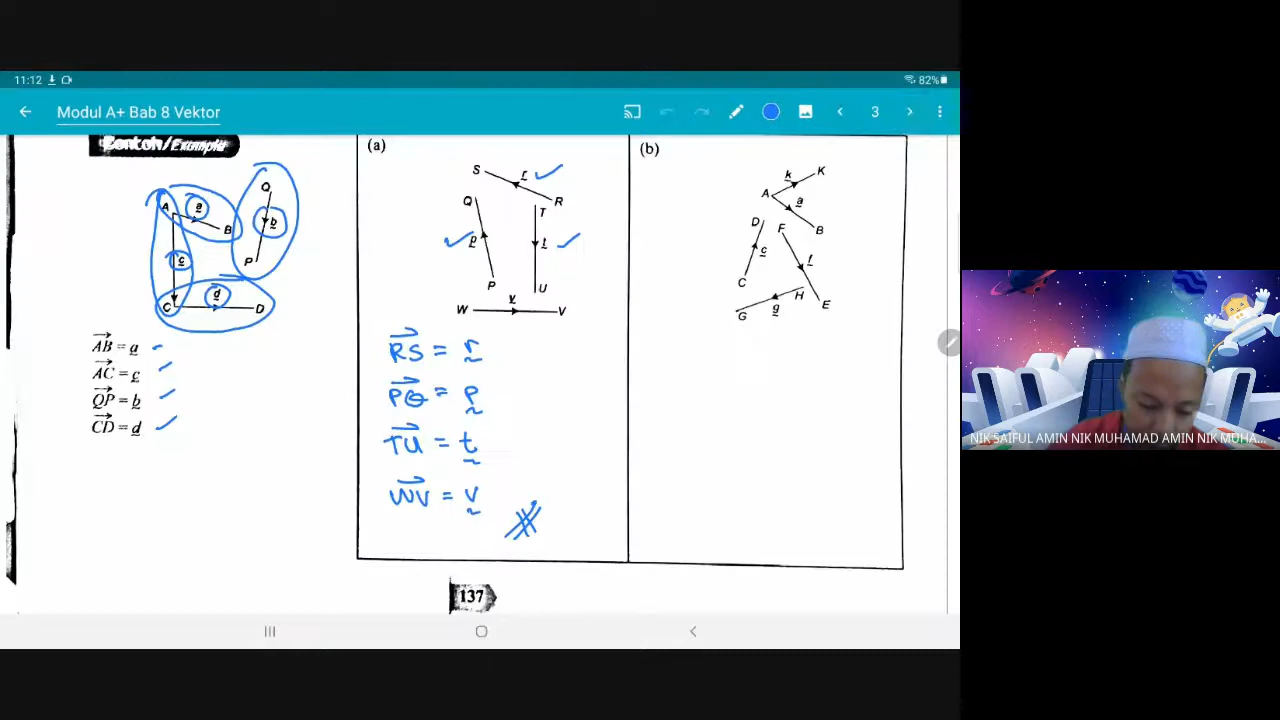 11:12
82%
Modul A+ Bab 8 Vektor
3
Contoh/Example
A
a
B
Q
b
P
c
C
d
D
AB = a
AC = c
QP = b
CD = d
(a)
S
r
R
Q
T
p
t
P
U
v
W
V
RS = r
PQ = p
TU = t
WV = v
(b)
k
K
A
a
D
F
B
c
f
C
H
G
g
E
137
NIK SAIFUL AMIN NIK MUHAMAD AMIN NIK MUHA...